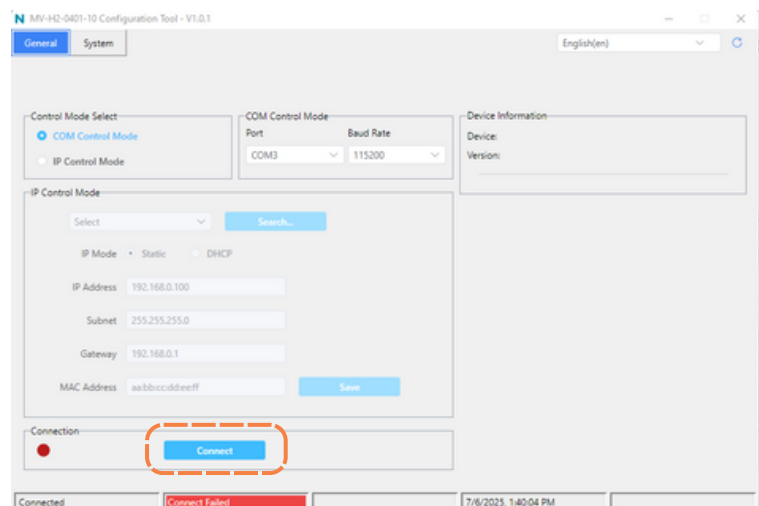 N MV-H2-0401-10 Configuration Tool - V1.0.1
General System English(en)
Control Mode Select
COM Control Mode
IP Control Mode
COM Control Mode
Port Baud Rate
COM3 115200
Device Information
Device:
Version:
IP Control Mode
Select Search...
IP Mode Static DHCP
IP Address 192.168.0.100
Subnet 255.255.255.0
Gateway 192.168.0.1
MAC Address aa:bb:cc:dd:ee:ff Save
Connection
Connect
Connected Connect Failed 7/6/2025, 1:40:04 PM